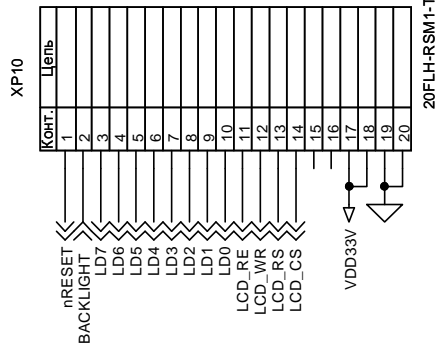 XP10
Конт. Цепь
1 nRESET
2 BACKLIGHT
3 LD7
4 LD6
5 LD5
6 LD4
7 LD3
8 LD2
9 LD1
10 LD0
11 LCD_RE
12 LCD_WR
13 LCD_RS
14 LCD_CS
15
16
17 VDD33V
18
19
20
20FLH-RSM1-T